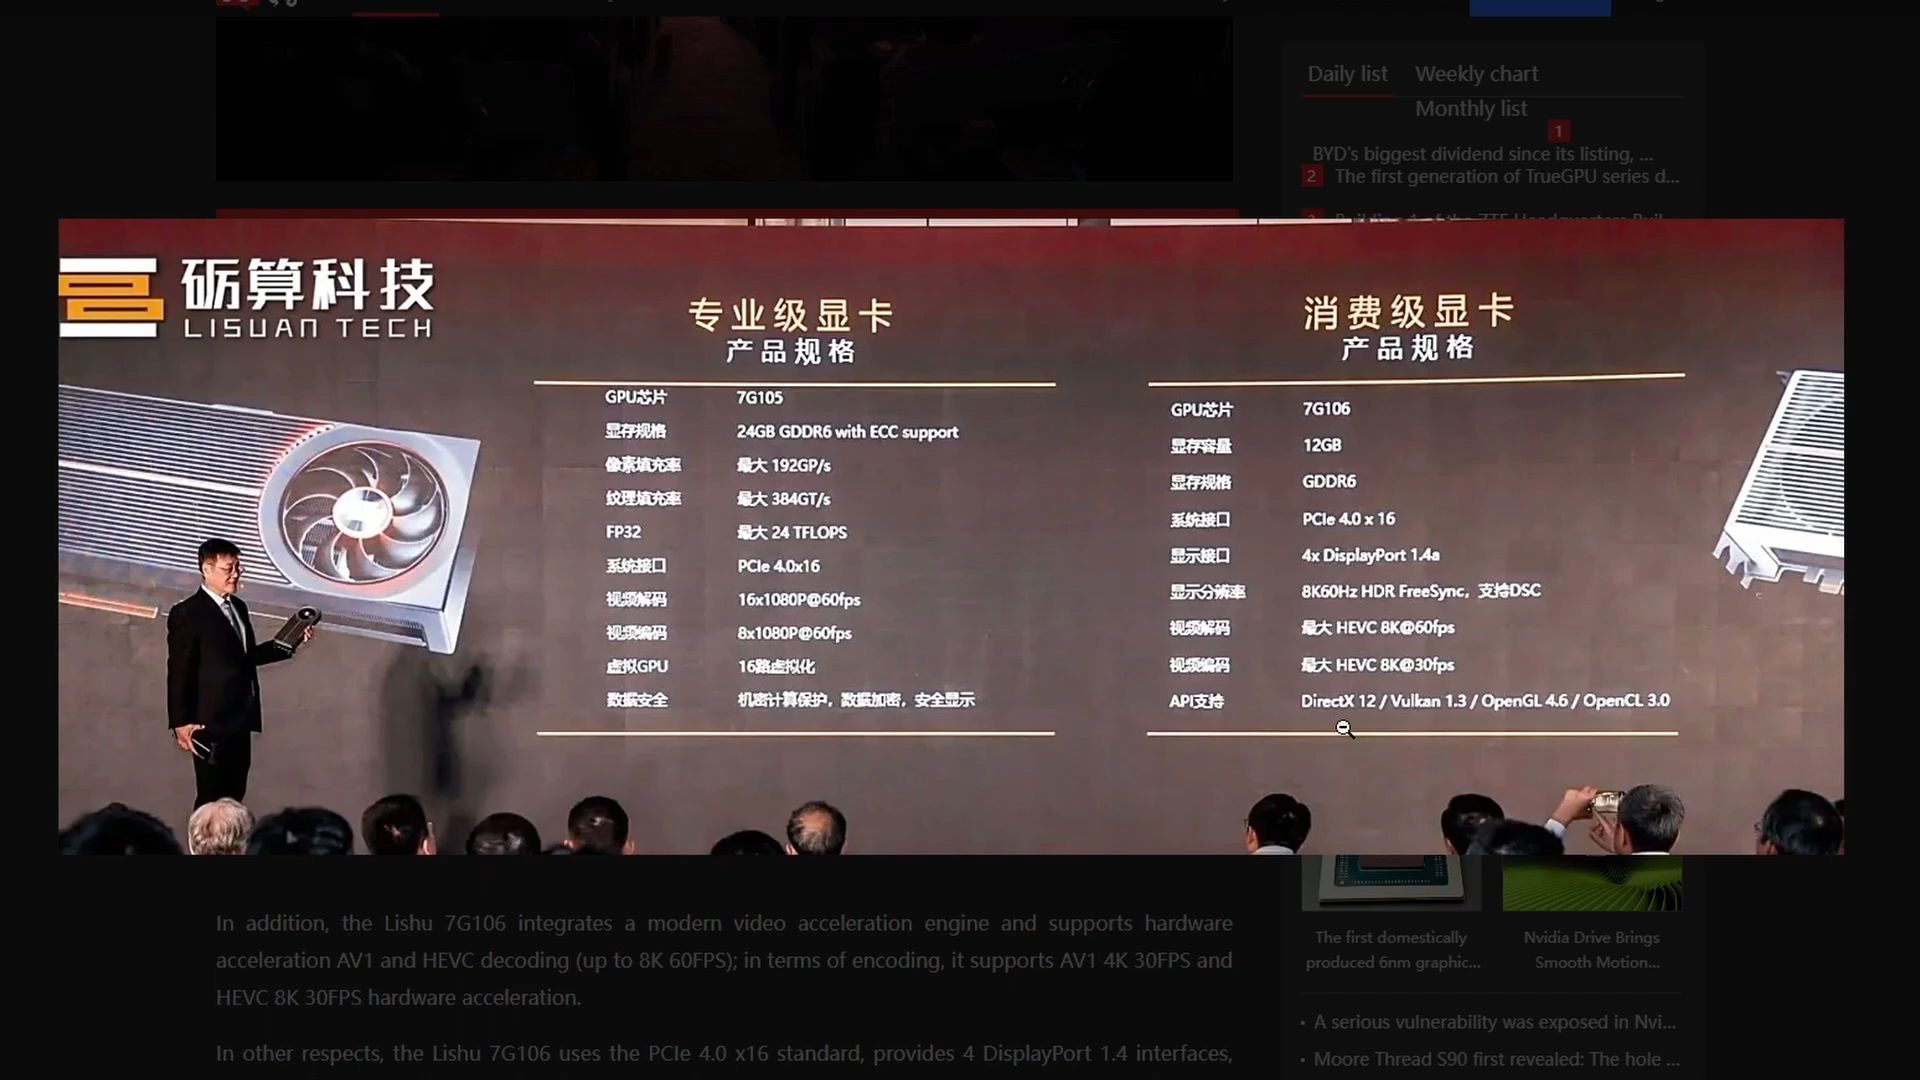 Daily list
Weekly chart
Monthly list
1
BYD's biggest dividend since its listing, ...
2 The first generation of TrueGPU series d...
砺算科技
LISUAN TECH
专业级显卡
产品规格
GPU芯片 7G105
显存规格 24GB GDDR6 with ECC support
像素填充率 最大 192GP/s
纹理填充率 最大 384GT/s
FP32 最大 24 TFLOPS
系统接口 PCIe 4.0x16
视频解码 16x1080P@60fps
视频编码 8x1080P@60fps
虚拟GPU 16路虚拟化
数据安全 机密计算保护，数据加密，安全显示
消费级显卡
产品规格
GPU芯片 7G106
显存容量 12GB
显存规格 GDDR6
系统接口 PCIe 4.0 x 16
显示接口 4x DisplayPort 1.4a
显示分辨率 8K60Hz HDR FreeSync，支持DSC
视频解码 最大 HEVC 8K@60fps
视频编码 最大 HEVC 8K@30fps
API支持 DirectX 12 / Vulkan 1.3 / OpenGL 4.6 / OpenCL 3.0
In addition, the Lishu 7G106 integrates a modern video acceleration engine and supports hardware
acceleration AV1 and HEVC decoding (up to 8K 60FPS); in terms of encoding, it supports AV1 4K 30FPS and
HEVC 8K 30FPS hardware acceleration.
In other respects, the Lishu 7G106 uses the PCIe 4.0 x16 standard, provides 4 DisplayPort 1.4 interfaces,
The first domestically
produced 6nm graphic...
Nvidia Drive Brings
Smooth Motion...
· A serious vulnerability was exposed in Nvi...
· Moore Thread S90 first revealed: The hole ...